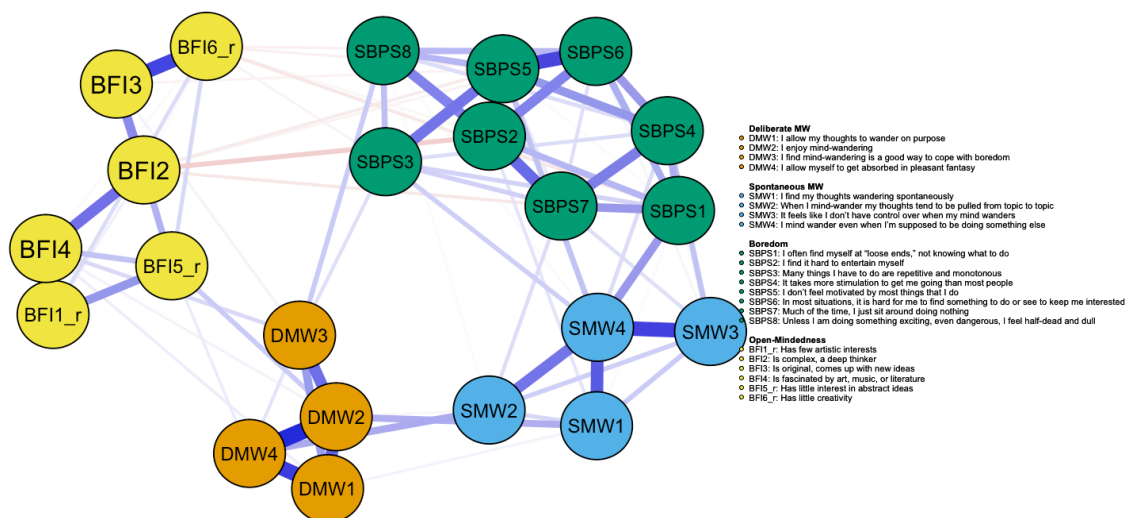 BFI6_r
BFI3
BFI2
BFI4
BFI5_r
BFI1_r
SBPS8
SBPS5
SBPS6
SBPS2
SBPS4
SBPS3
SBPS7
SBPS1
DMW3
DMW2
DMW4
DMW1
SMW4
SMW3
SMW2
SMW1
Deliberate MW
DMW1: I allow my thoughts to wander on purpose
DMW2: I enjoy mind-wandering
DMW3: I find mind-wandering is a good way to cope with boredom
DMW4: I allow myself to get absorbed in pleasant fantasy
Spontaneous MW
SMW1: I find my thoughts wandering spontaneously
SMW2: When I mind-wander my thoughts tend to be pulled from topic to topic
SMW3: It feels like I don't have control over when my mind wanders
SMW4: I mind wander even when I'm supposed to be doing something else
Boredom
SBPS1: I often find myself at "loose ends," not knowing what to do
SBPS2: I find it hard to entertain myself
SBPS3: Many things I have to do are repetitive and monotonous
SBPS4: It takes more stimulation to get me going than most people
SBPS5: I don't feel motivated by most things that I do
SBPS6: In most situations, it is hard for me to find something to do or see to keep me interested
SBPS7: Much of the time, I just sit around doing nothing
SBPS8: Unless I am doing something exciting, even dangerous, I feel half-dead and dull
Open-Mindedness
BFI1_r: Has few artistic interests
BFI2: Is complex, a deep thinker
BFI3: Is original, comes up with new ideas
BFI4: Is fascinated by art, music, or literature
BFI5_r: Has little interest in abstract ideas
BFI6_r: Has little creativity